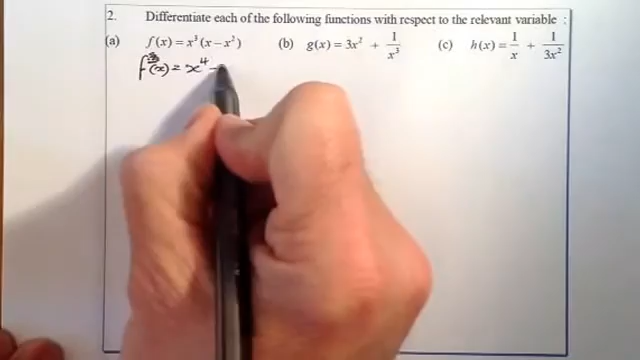 2. Differentiate each of the following functions with respect to the relevant variable :
(a) f(x) = x³(x − x²) (b) g(x) = 3x² + 1/x³ (c) h(x) = 1/x + 1/3x²
f(x) = x⁴ −